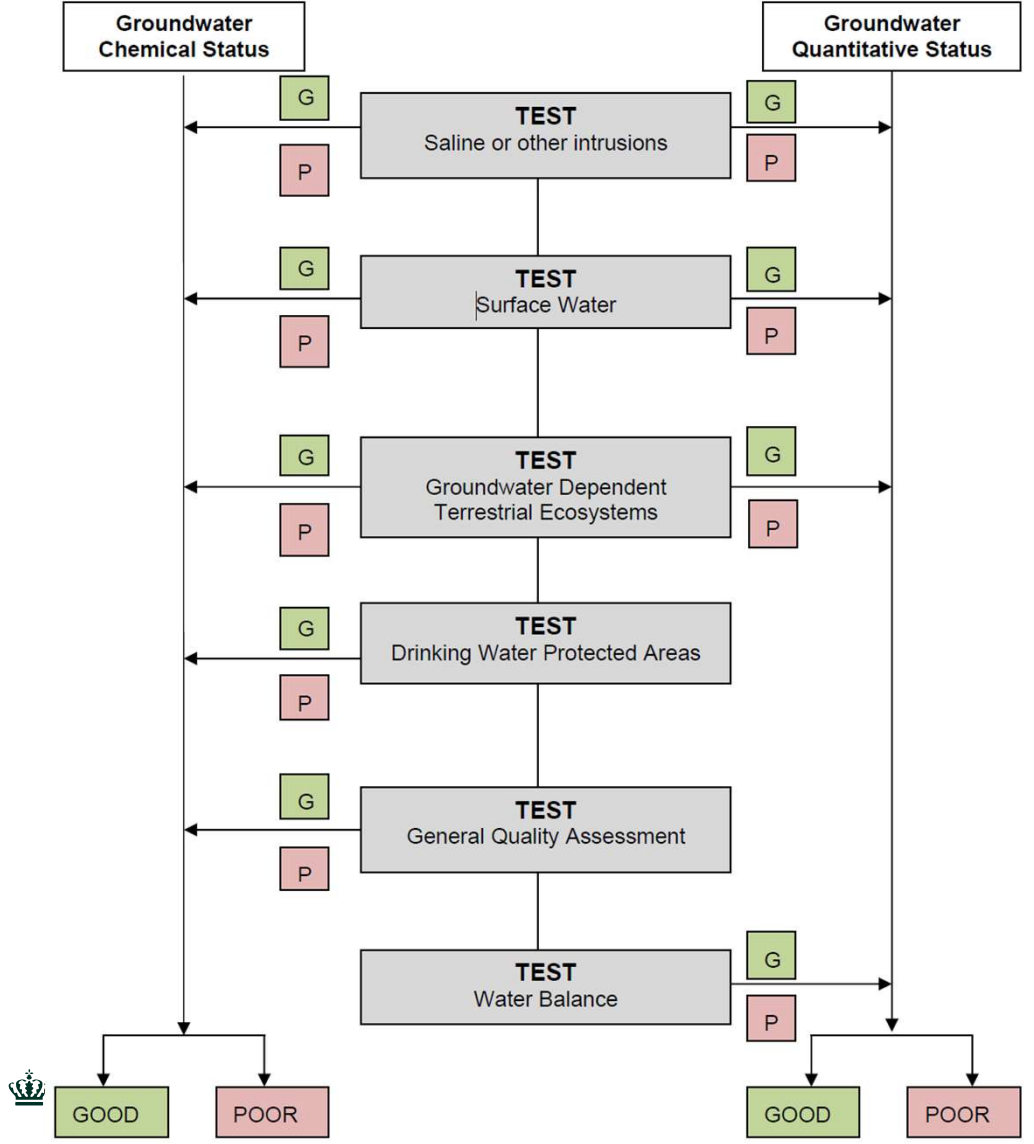 Groundwater
Chemical Status
Groundwater
Quantitative Status
G
TEST
G
Saline or other intrusions
P
P
G
TEST
G
Surface Water
P
P
G
TEST
G
Groundwater Dependent
Terrestrial Ecosystems
P
P
G
TEST
Drinking Water Protected Areas
P
G
TEST
General Quality Assessment
P
TEST
G
Water Balance
P
GOOD
POOR
GOOD
POOR